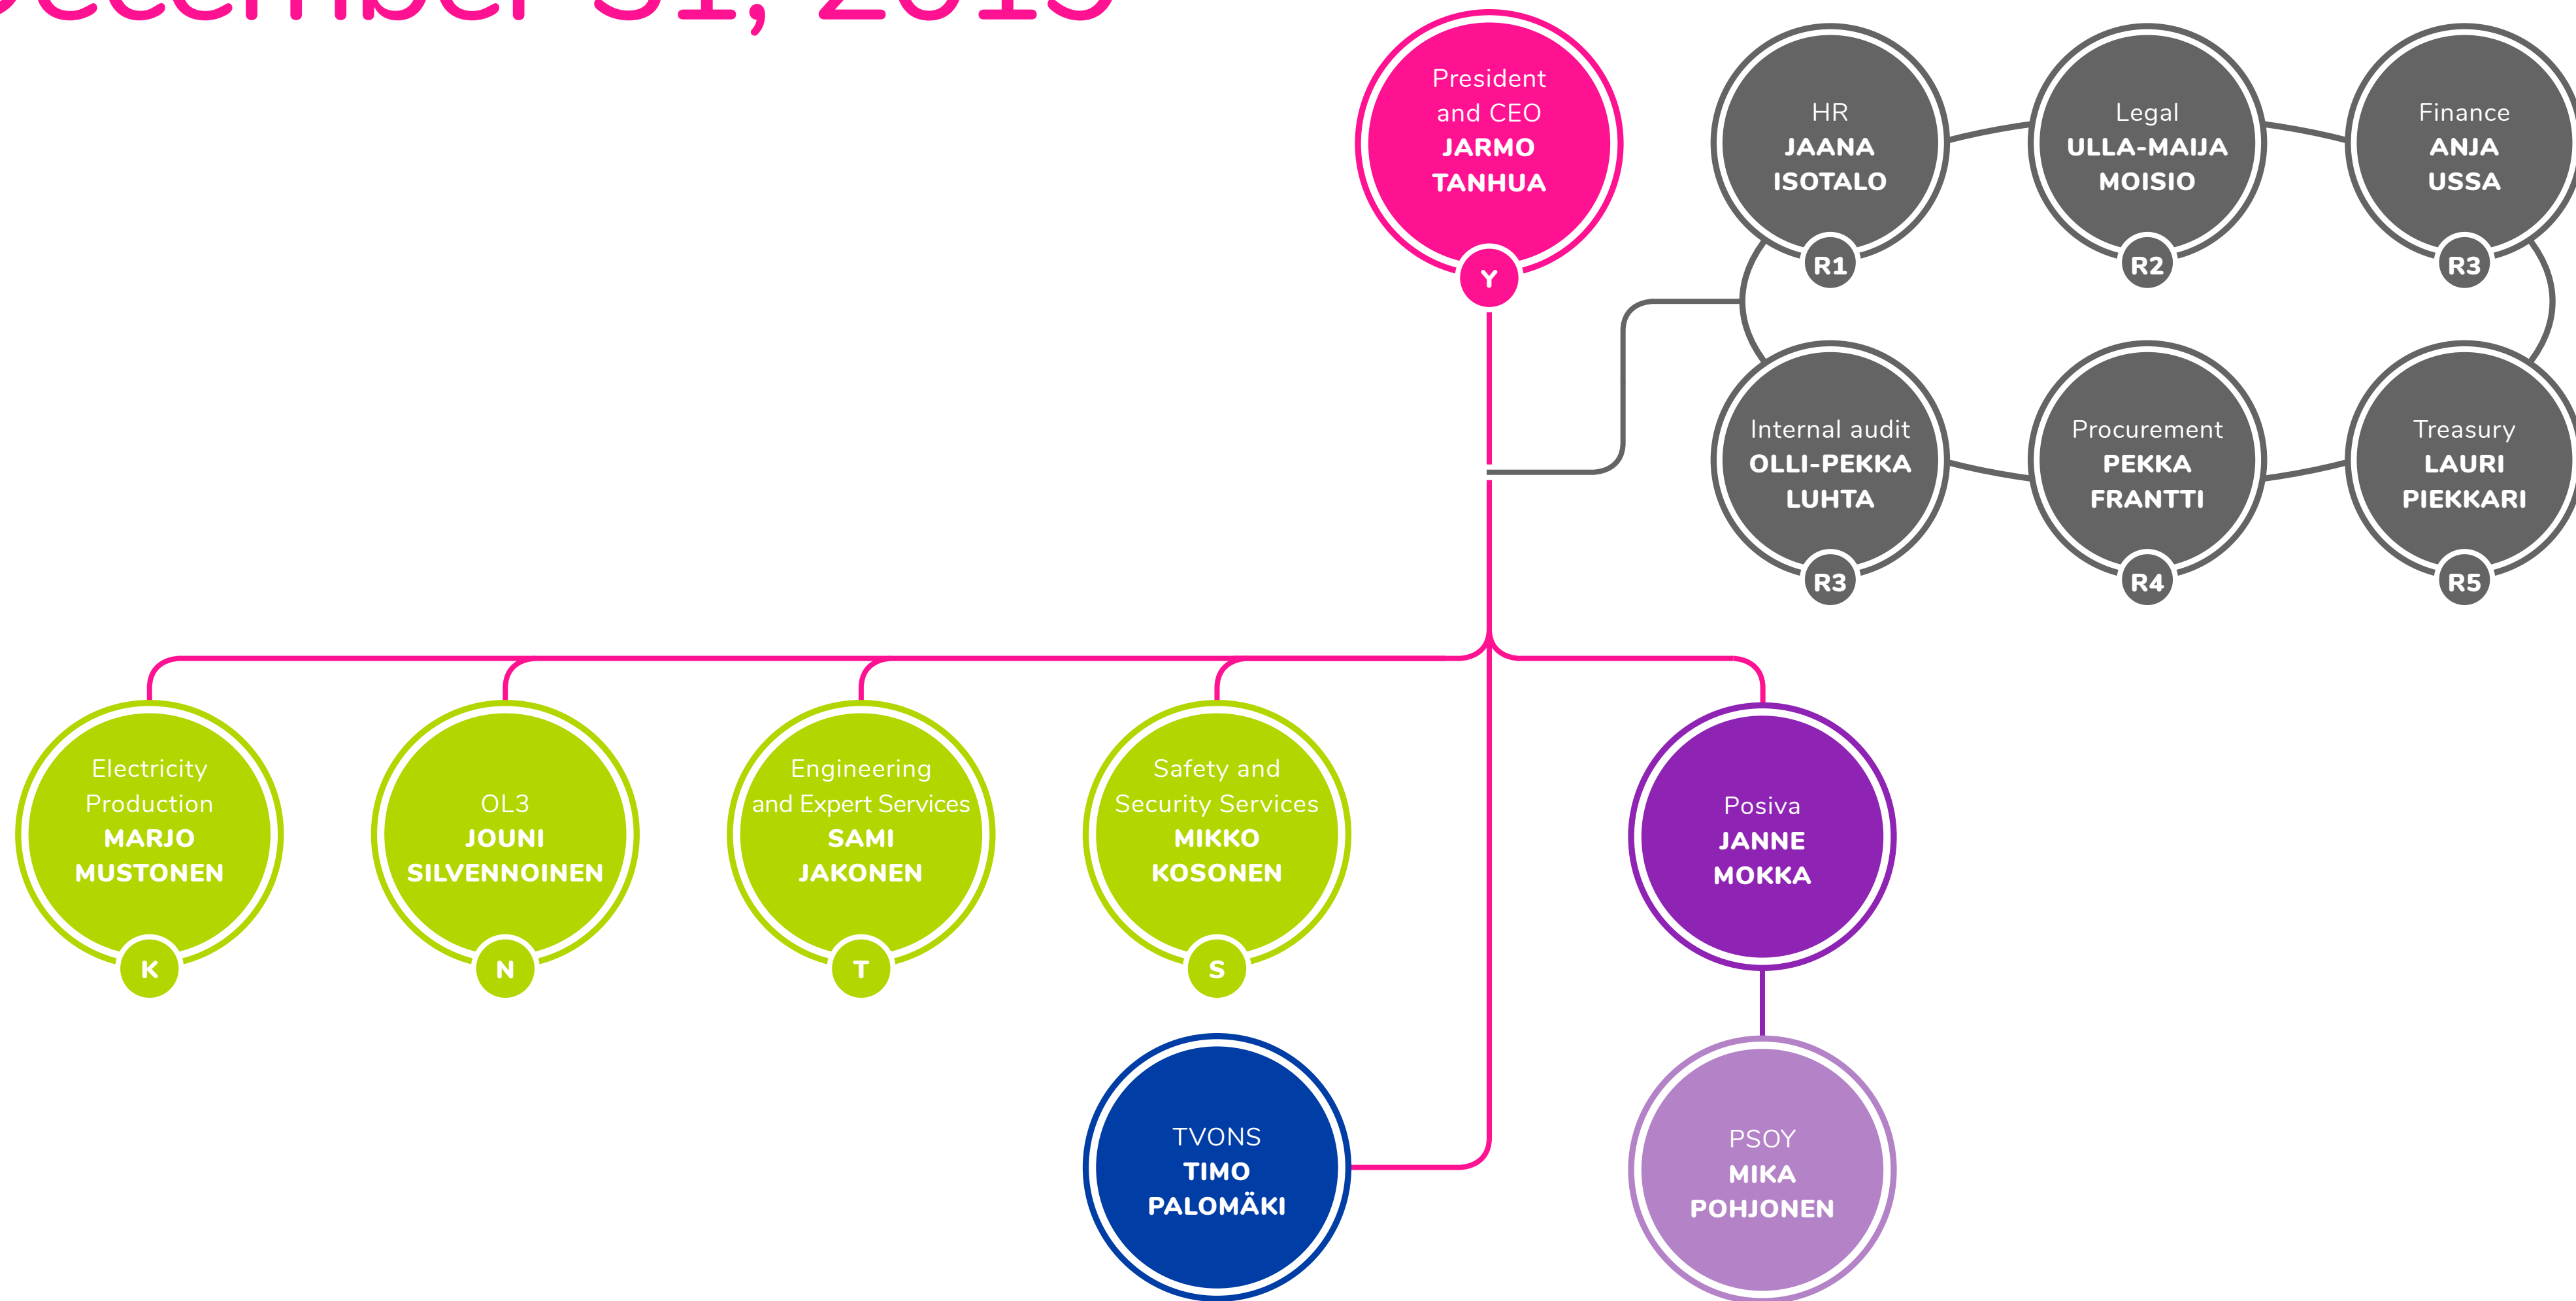 President
and CEO
JARMO
TANHUA
Y
HR
JAANA
ISOTALO
R1
Legal
ULLA-MAIJA
MOISIO
R2
Finance
ANJA
USSA
R3
Internal audit
OLLI-PEKKA
LUHTA
R3
Procurement
PEKKA
FRANTTI
R4
Treasury
LAURI
PIEKKARI
R5
Electricity
Production
MARJO
MUSTONEN
K
OL3
JOUNI
SILVENNOINEN
N
Engineering
and Expert Services
SAMI
JAKONEN
T
Safety and
Security Services
MIKKO
KOSONEN
S
Posiva
JANNE
MOKKA
TVONS
TIMO
PALOMÄKI
PSOY
MIKA
POHJONEN